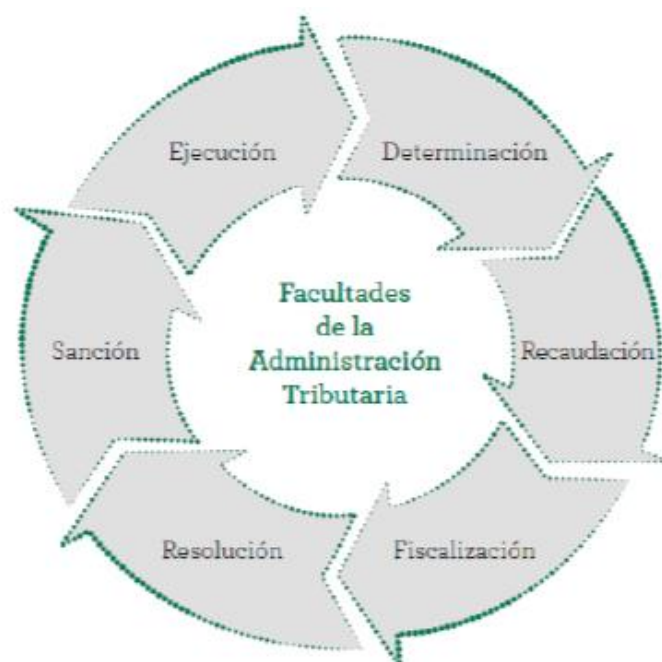 Ejecución
Determinación
Facultades
de la
Administración
Tributaria
Sanción
Recaudación
Resolución
Fiscalización